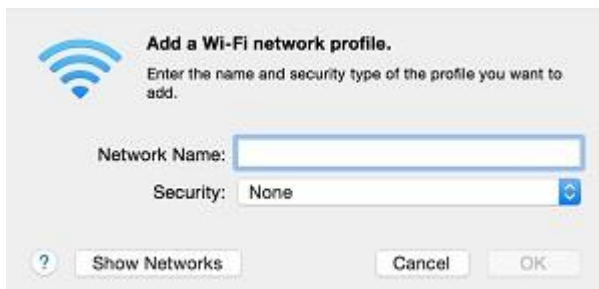 Add a Wi-Fi network profile.
Enter the name and security type of the profile you want to
add.
Network Name:
Security: None
? Show Networks Cancel OK